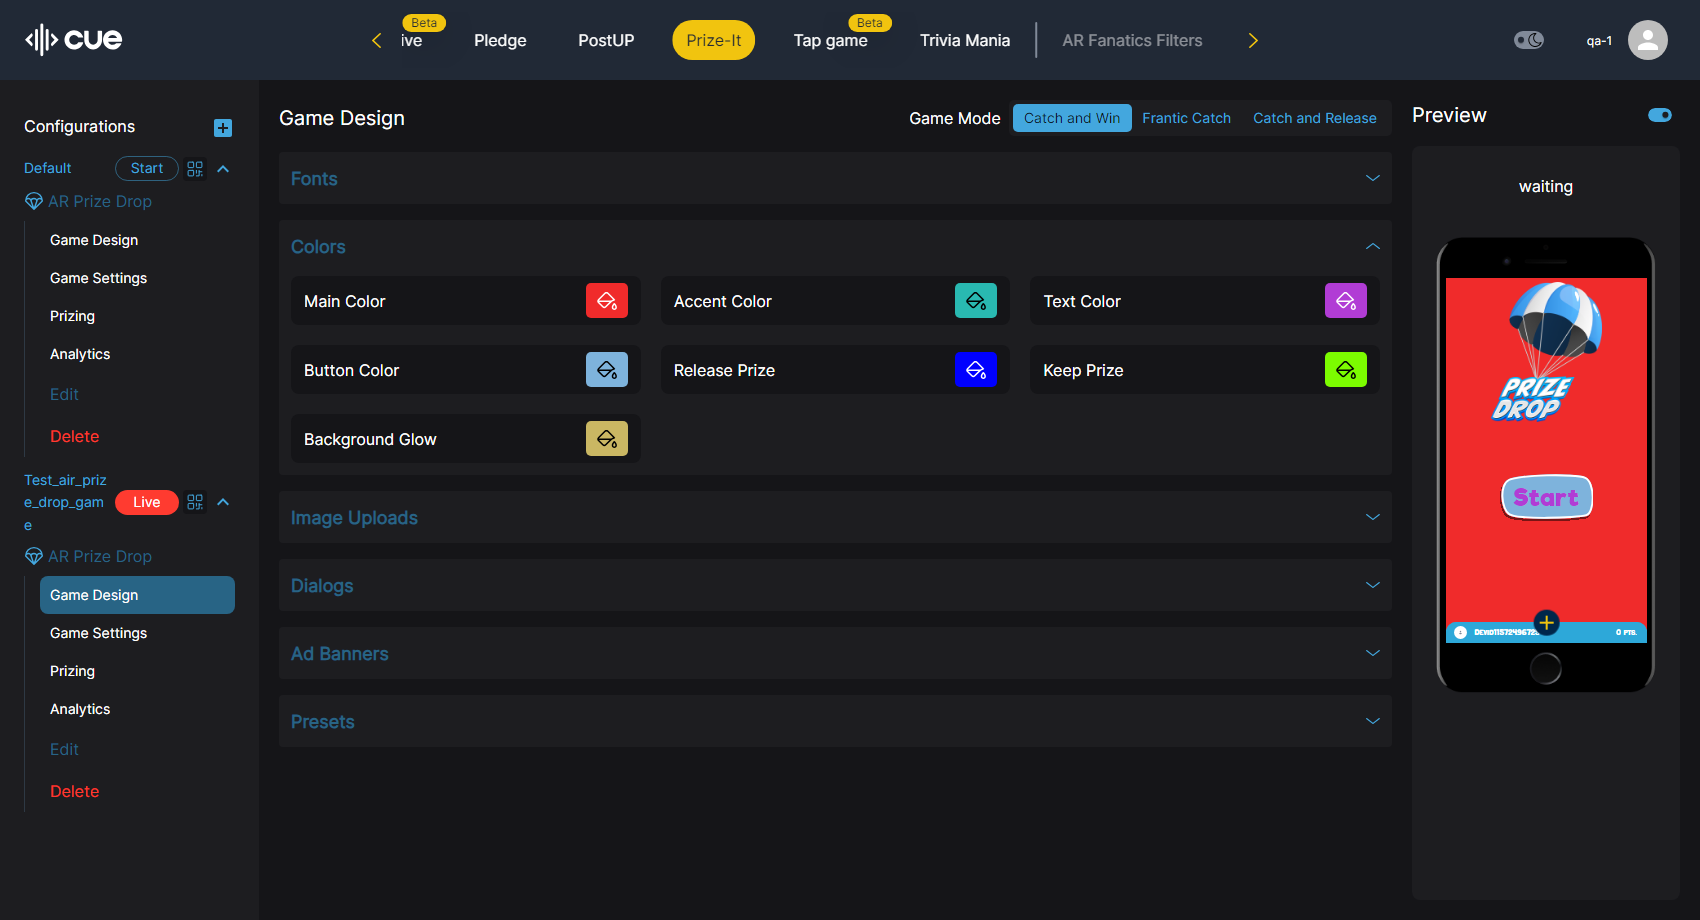 cue
ive
Beta
Pledge
PostUP
Prize-It
Tap game
Beta
Trivia Mania
AR Fanatics Filters
qa-1
Configurations
Default
Start
AR Prize Drop
Game Design
Game Settings
Prizing
Analytics
Edit
Delete
Test_air_priz
e_drop_gam
e
Live
AR Prize Drop
Game Design
Game Settings
Prizing
Analytics
Edit
Delete
Game Design
Game Mode
Catch and Win
Frantic Catch
Catch and Release
Fonts
Colors
Main Color
Accent Color
Text Color
Button Color
Release Prize
Keep Prize
Background Glow
Image Uploads
Dialogs
Ad Banners
Presets
Preview
waiting
PRIZE
DROP
Start
0 PTS.